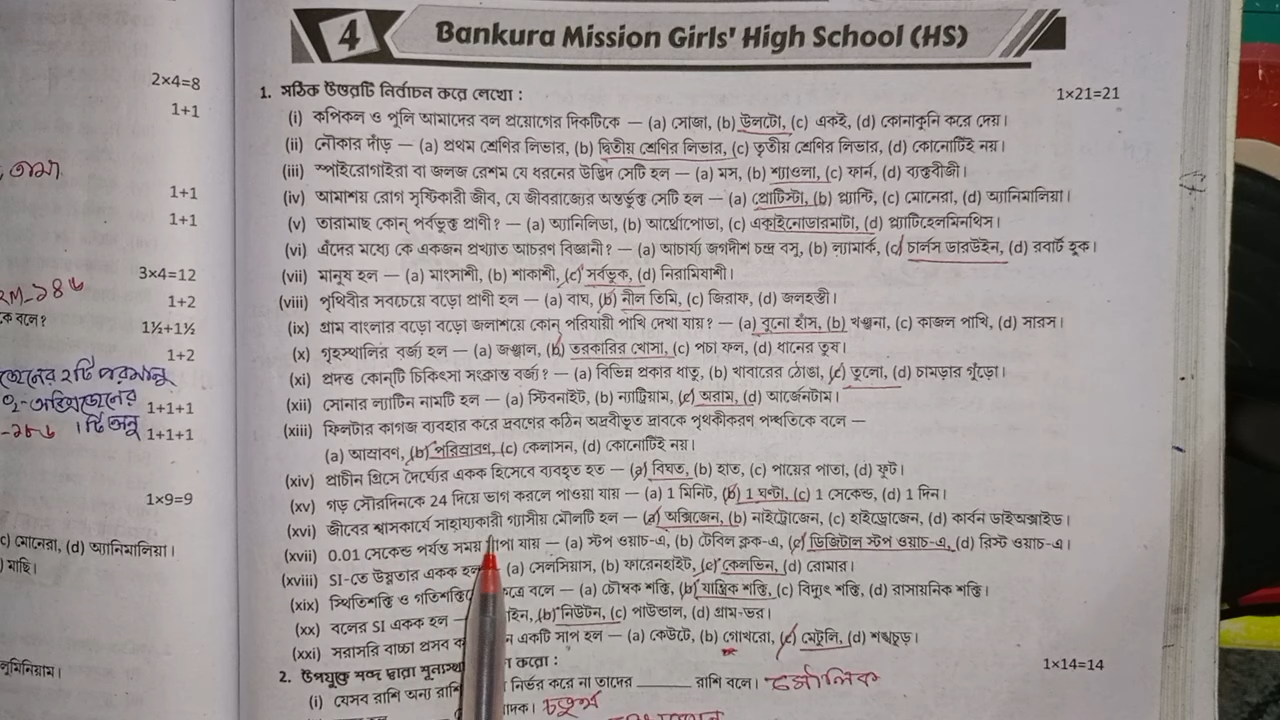 4 Bankura Mission Girls' High School (HS)
2×4=8
1+1
1+1
1+1
3×4=12
1+2
কে বলে?
1½+1½
1+2
1+1+1
1+1+1
1×9=9
c) মোনেরা, (d) অ্যানিমালিয়া।
) মাছি।
লুমিনিয়াম।
1. সঠিক উত্তরটি নির্বাচন করে লেখো : 1×21=21
(i) কপিকল ও পুলি আমাদের বল প্রয়োগের দিকটিকে — (a) সোজা, (b) উলটো, (c) একই, (d) কোনাকুনি করে দেয়।
(ii) নৌকার দাঁড় — (a) প্রথম শ্রেণির লিভার, (b) দ্বিতীয় শ্রেণির লিভার, (c) তৃতীয় শ্রেণির লিভার, (d) কোনোটিই নয়।
(iii) স্পাইরোগাইরা বা জলজ রেশম যে ধরনের উদ্ভিদ সেটি হল — (a) মস, (b) শ্যাওলা, (c) ফার্ন, (d) ব্যক্তবীজী।
(iv) আমাশয় রোগ সৃষ্টিকারী জীব, যে জীবরাজ্যের অন্তর্ভুক্ত সেটি হল — (a) প্রোটিস্টা, (b) প্ল্যান্টি, (c) মোনেরা, (d) অ্যানিমালিয়া।
(v) তারামাছ কোন্ পর্বভুক্ত প্রাণী? — (a) অ্যানিলিডা, (b) আর্থ্রোপোডা, (c) একাইনোডারমাটা, (d) প্ল্যাটিহেলমিনথিস।
(vi) এঁদের মধ্যে কে একজন প্রখ্যাত আচরণ বিজ্ঞানী? — (a) আচার্য্য জগদীশ চন্দ্র বসু, (b) ল্যামার্ক, (c) চার্লস ডারউইন, (d) রবার্ট হুক।
(vii) মানুষ হল — (a) মাংসাশী, (b) শাকাশী, (c) সর্বভুক, (d) নিরামিষাশী।
(viii) পৃথিবীর সবচেয়ে বড়ো প্রাণী হল — (a) বাঘ, (b) নীল তিমি, (c) জিরাফ, (d) জলহস্তী।
(ix) গ্রাম বাংলার বড়ো বড়ো জলাশয়ে কোন্ পরিযায়ী পাখি দেখা যায়? — (a) বুনো হাঁস, (b) খঞ্জনা, (c) কাজল পাখি, (d) সারস।
(x) গৃহস্থালির বর্জ্য হল — (a) জঞ্জাল, (b) তরকারির খোসা, (c) পচা ফল, (d) ধানের তুষ।
(xi) প্রদত্ত কোন্‌টি চিকিৎসা সংক্রান্ত বর্জ্য? — (a) বিভিন্ন প্রকার ধাতু, (b) খাবারের ঠোঙা, (c) তুলো, (d) চামড়ার গুঁড়ো।
(xii) সোনার ল্যাটিন নামটি হল — (a) স্টিবনাইট, (b) ন্যাট্রিয়াম, (c) অরাম, (d) আর্জেনটাম।
(xiii) ফিলটার কাগজ ব্যবহার করে দ্রবণের কঠিন অদ্রবীভূত দ্রাবকে পৃথকীকরণ পদ্ধতিকে বলে —
(a) আস্রাবণ, (b) পরিস্রাবণ, (c) কেলাসন, (d) কোনোটিই নয়।
(xiv) প্রাচীন গ্রিসে দৈর্ঘ্যের একক হিসেবে ব্যবহৃত হত — (a) বিঘত, (b) হাত, (c) পায়ের পাতা, (d) ফুট।
(xv) গড় সৌরদিনকে 24 দিয়ে ভাগ করলে পাওয়া যায় — (a) 1 মিনিট, (b) 1 ঘণ্টা, (c) 1 সেকেন্ড, (d) 1 দিন।
(xvi) জীবের শ্বাসকার্যে সাহায্যকারী গ্যাসীয় মৌলটি হল — (a) অক্সিজেন, (b) নাইট্রোজেন, (c) হাইড্রোজেন, (d) কার্বন ডাইঅক্সাইড।
(xvii) 0.01 সেকেন্ড পর্যন্ত সময় মাপা যায় — (a) স্টপ ওয়াচ-এ, (b) টেবিল ক্লক-এ, (c) ডিজিটাল স্টপ ওয়াচ-এ, (d) রিস্ট ওয়াচ-এ।
(xviii) SI-তে উষ্ণতার একক হল (a) সেলসিয়াস, (b) ফারেনহাইট, (c) কেলভিন, (d) রোমার।
(xix) স্থিতিশক্তি ও গতিশক্তি বলে — (a) চৌম্বক শক্তি, (b) যান্ত্রিক শক্তি, (c) বিদ্যুৎ শক্তি, (d) রাসায়নিক শক্তি।
(xx) বলের SI একক হল — (b) নিউটন, (c) পাউন্ডাল, (d) গ্রাম-ভর।
(xxi) সরাসরি বাচ্চা প্রসব একটি সাপ হল — (a) কেউটে, (b) গোখরো, (c) মেটুলি, (d) শঙ্খচূড়।
2. উপযুক্ত শব্দ দ্বারা করো : 1×14=14
(i) যেসব রাশি অন্য রাশি নির্ভর করে না তাদের ______ রাশি বলে। মৌলিক